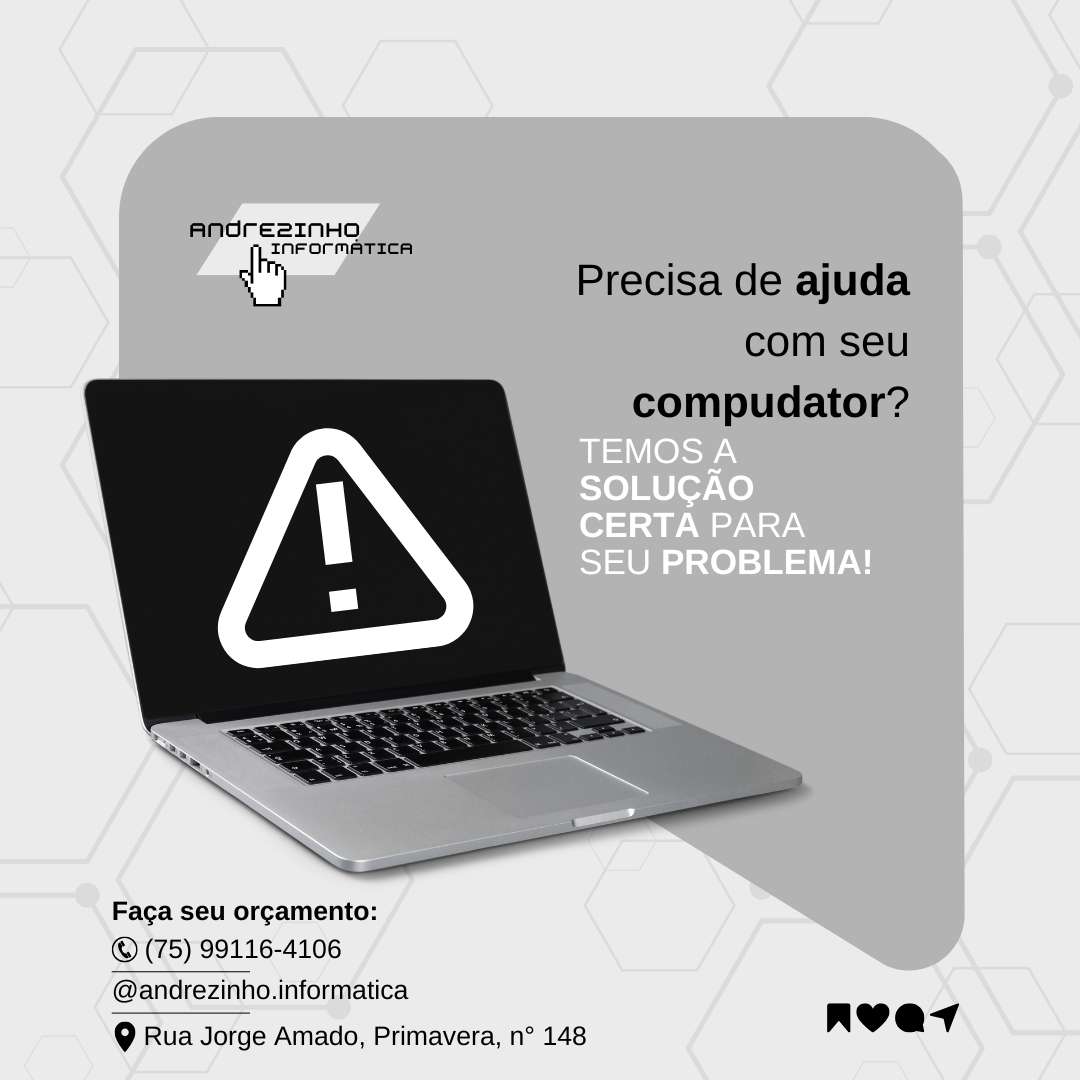 ANDREZINHO
INFORMÁTICA
Precisa de ajuda
com seu
compudator?
TEMOS A
SOLUÇÃO
CERTA PARA
SEU PROBLEMA!
Faça seu orçamento:
(75) 99116-4106
@andrezinho.informatica
Rua Jorge Amado, Primavera, n° 148